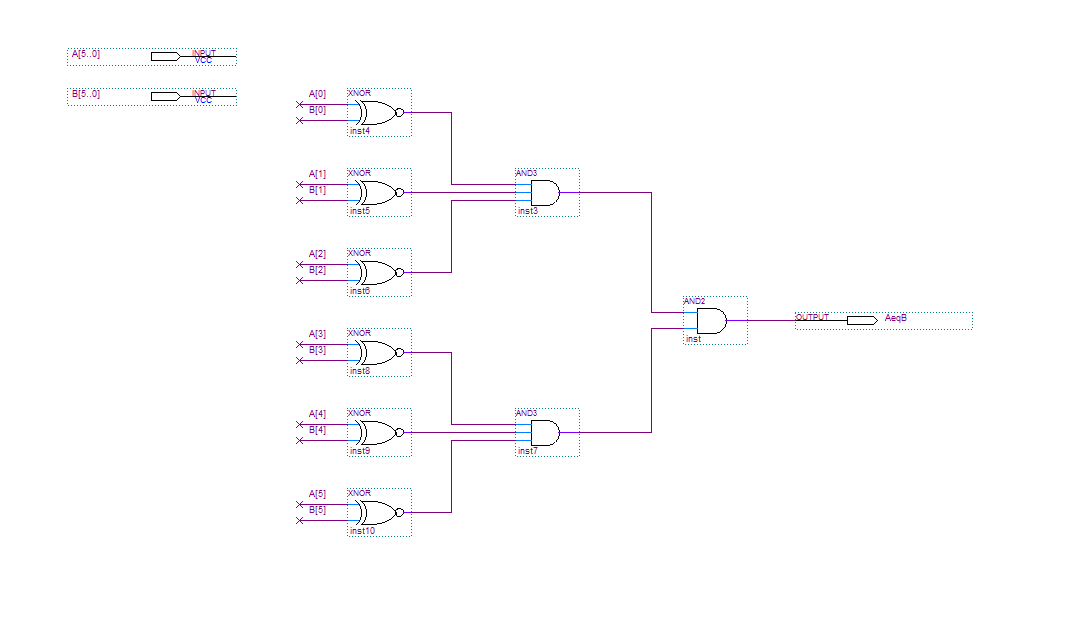 A[5..0] INPUT
VCC
B[5..0] INPUT
VCC
A[0] XNOR
B[0]
inst4
A[1] XNOR
B[1]
inst5
A[2] XNOR
B[2]
inst6
A[3] XNOR
B[3]
inst8
A[4] XNOR
B[4]
inst9
A[5] XNOR
B[5]
inst10
AND3
inst3
AND3
inst7
AND2
inst
OUTPUT AeqB